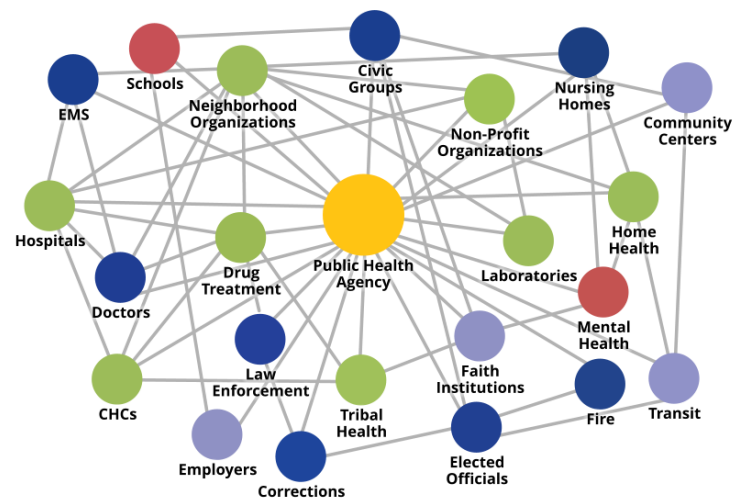 Schools
Civic
Groups
EMS
Neighborhood
Organizations
Nursing
Homes
Non-Profit
Organizations
Community
Centers
Hospitals
Doctors
Drug
Treatment
Public Health
Agency
Laboratories
Home
Health
Mental
Health
Law
Enforcement
Faith
Institutions
CHCs
Tribal
Health
Fire
Transit
Employers
Corrections
Elected
Officials